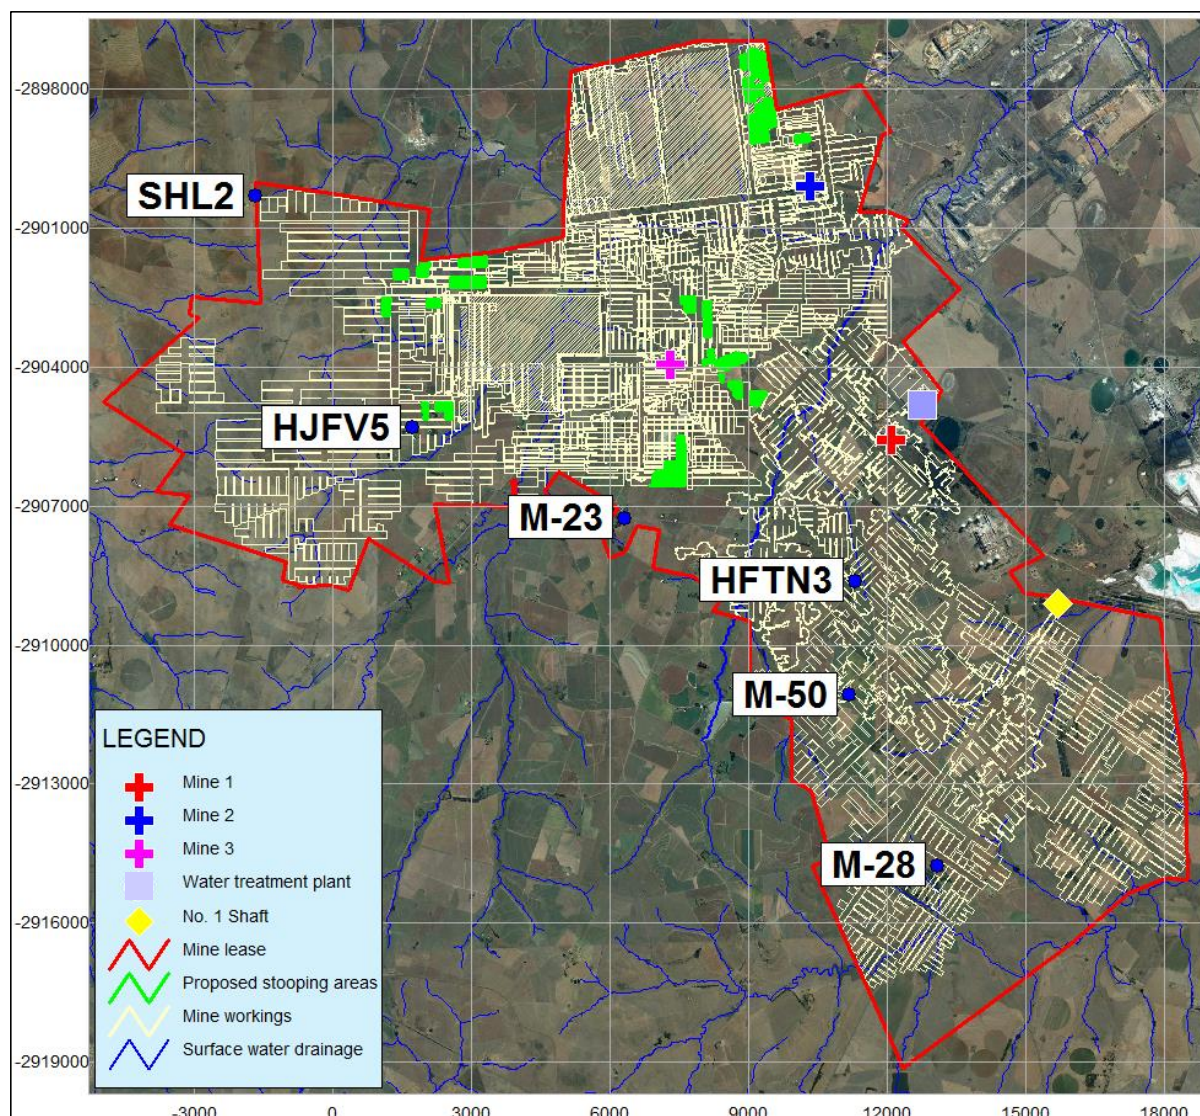 -2898000
SHL2
-2901000
-2904000
HJFV5
-2907000
M-23
HFTN3
-2910000
M-50
LEGEND
Mine 1
-2913000
Mine 2
Mine 3
M-28
Water treatment plant
No. 1 Shaft
-2916000
Mine lease
Proposed stooping areas
Mine workings
Surface water drainage
-2919000
-3000 0 3000 6000 9000 12000 15000 18000